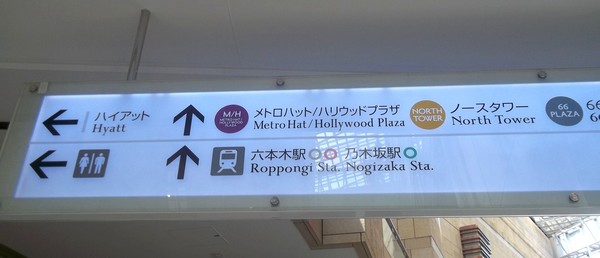 ハイアット
Hyatt
M/H
METRO HAT/
HOLLYWOOD
PLAZA
メトロハット/ハリウッドプラザ
Metro Hat/Hollywood Plaza
NORTH
TOWER
ノースタワー
North Tower
66
PLAZA
66
66
六本木駅
Roppongi Sta.
乃木坂駅
Nogizaka Sta.